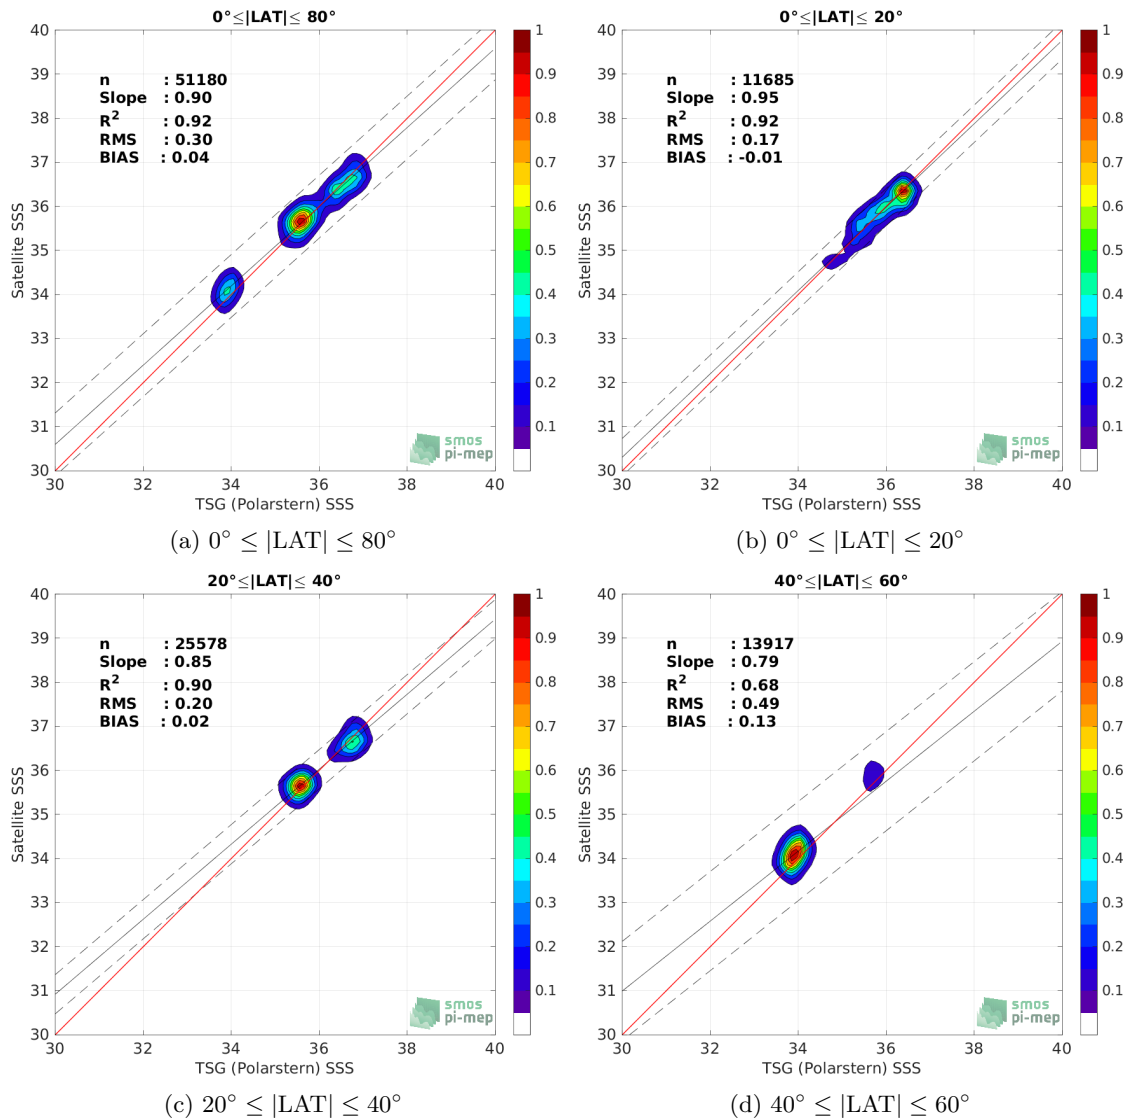 0°≤|LAT|≤ 80°
n : 51180
Slope : 0.90
R2 : 0.92
RMS : 0.30
BIAS : 0.04
40
39
38
37
36
35
34
33
32
31
30
Satellite SSS
30 32 34 36 38 40
TSG (Polarstern) SSS
1
0.9
0.8
0.7
0.6
0.5
0.4
0.3
0.2
0.1
smos
pi-mep
(a) 0° ≤ |LAT| ≤ 80°
0°≤|LAT|≤ 20°
n : 11685
Slope : 0.95
R2 : 0.92
RMS : 0.17
BIAS : -0.01
40
39
38
37
36
35
34
33
32
31
30
Satellite SSS
30 32 34 36 38 40
TSG (Polarstern) SSS
1
0.9
0.8
0.7
0.6
0.5
0.4
0.3
0.2
0.1
smos
pi-mep
(b) 0° ≤ |LAT| ≤ 20°
20°≤|LAT|≤ 40°
n : 25578
Slope : 0.85
R2 : 0.90
RMS : 0.20
BIAS : 0.02
40
39
38
37
36
35
34
33
32
31
30
Satellite SSS
30 32 34 36 38 40
TSG (Polarstern) SSS
1
0.9
0.8
0.7
0.6
0.5
0.4
0.3
0.2
0.1
smos
pi-mep
(c) 20° ≤ |LAT| ≤ 40°
40°≤|LAT|≤ 60°
n : 13917
Slope : 0.79
R2 : 0.68
RMS : 0.49
BIAS : 0.13
40
39
38
37
36
35
34
33
32
31
30
Satellite SSS
30 32 34 36 38 40
TSG (Polarstern) SSS
1
0.9
0.8
0.7
0.6
0.5
0.4
0.3
0.2
0.1
smos
pi-mep
(d) 40° ≤ |LAT| ≤ 60°